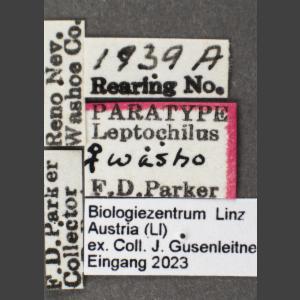 Reno Nev.
Washoe Co.
1939 A
Rearing No.
PARATYPE
Leptochilus
♀ washo
F.D.Parker
F.D.Parker
Collector
Biologiezentrum Linz
Austria (LI)
ex. Coll. J. Gusenleitne
Eingang 2023